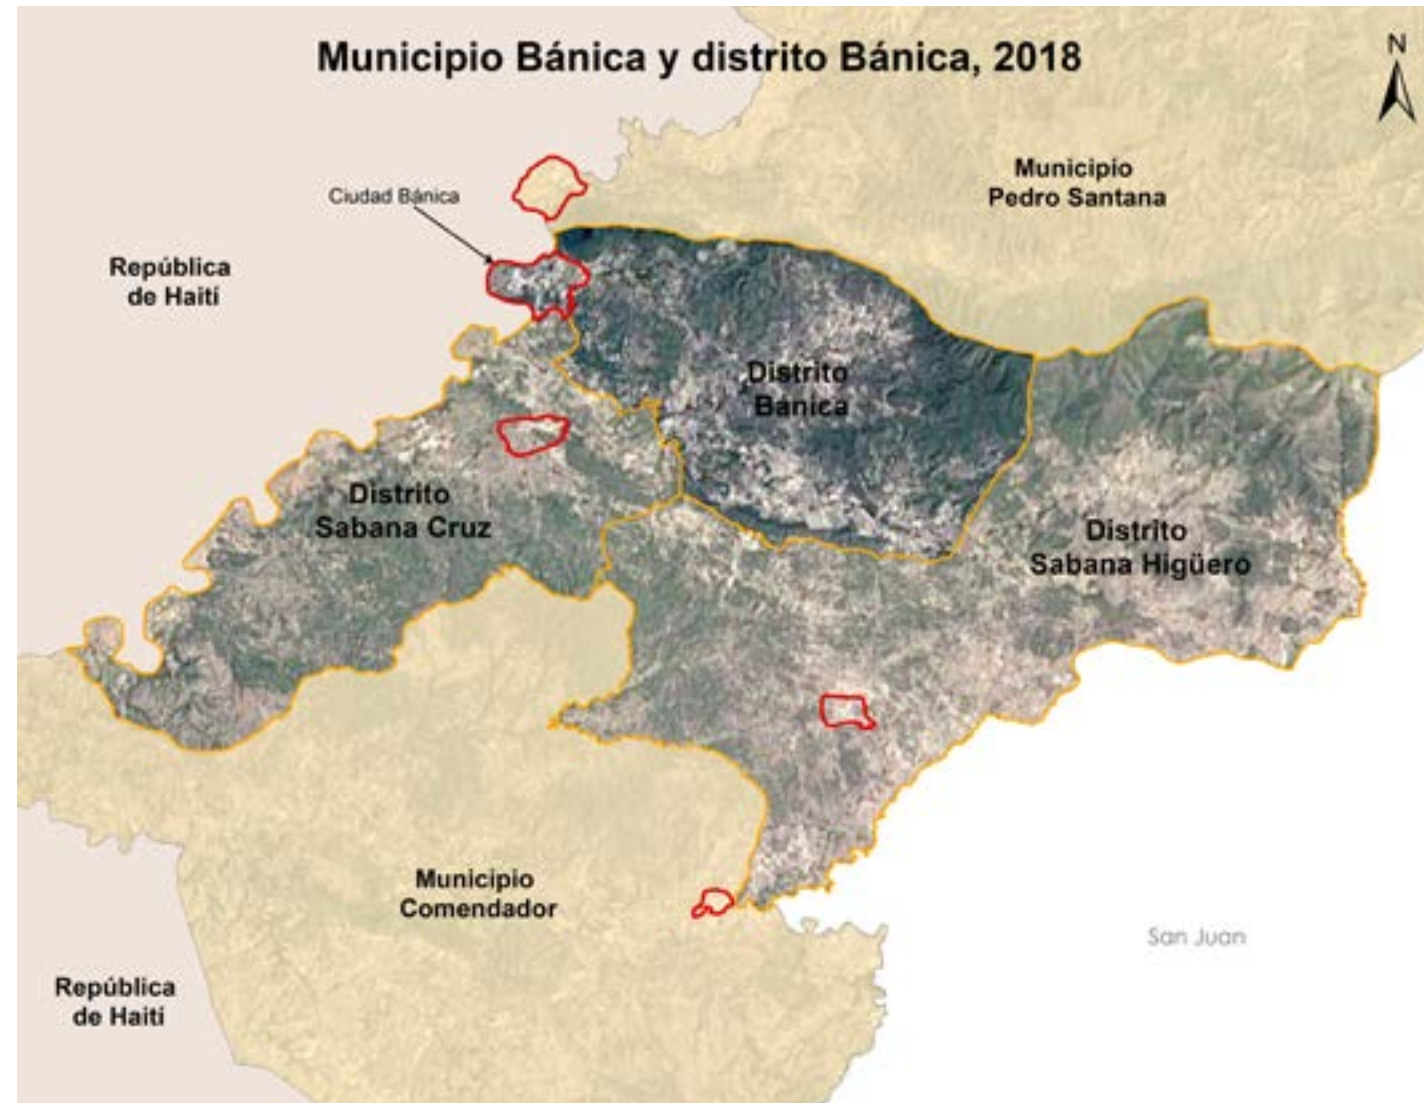 Municipio Bánica y distrito Bánica, 2018
N
Municipio
Pedro Santana
Ciudad Bánica
República
de Haití
Distrito
Banica
Distrito
Sabana Cruz
Distrito
Sabana Higüero
Municipio
Comendador
San Juan
República
de Haití